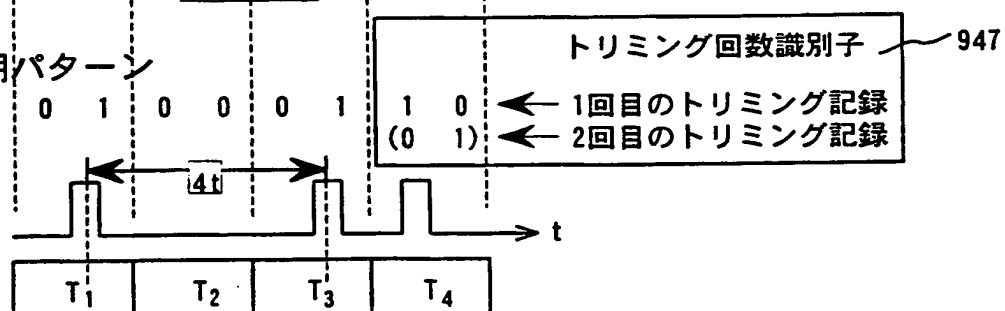 トリミング回数識別子 947
用パターン
0 1 0 0 0 1 1 0 1回目のトリミング記録
(0 1) 2回目のトリミング記録
4t
t
T1 T2 T3 T4